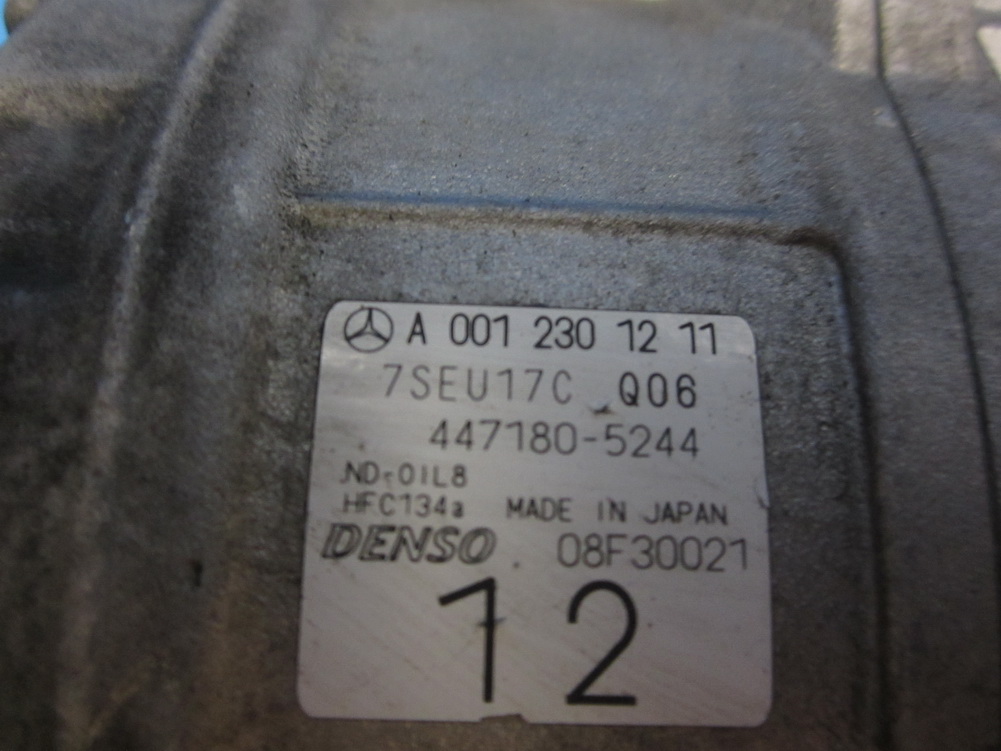 A 001 230 12 11
7SEU17C Q06
447180-5244
ND-OIL8
HFC134a MADE IN JAPAN
DENSO 08F30021
12